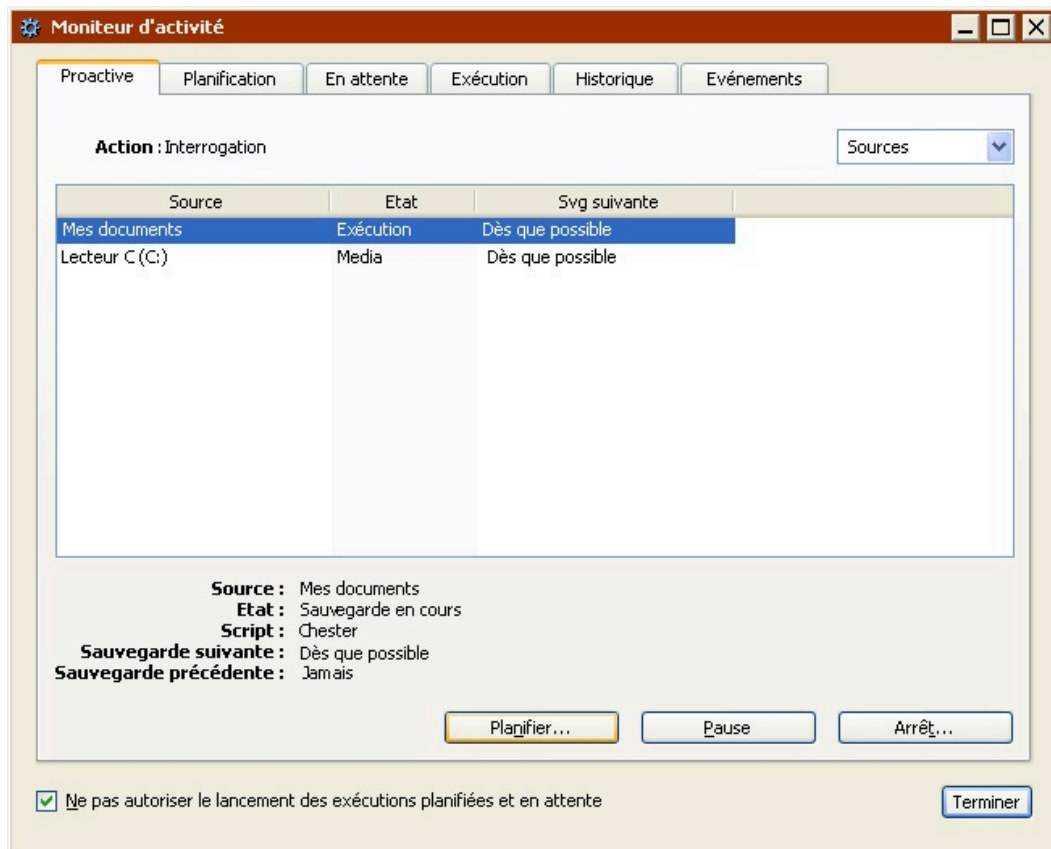 Moniteur d'activité
Proactive Planification En attente Exécution Historique Evénements
Action : Interrogation Sources
Source Etat Svg suivante
Mes documents Exécution Dès que possible
Lecteur C (C:) Media Dès que possible
Source : Mes documents
Etat : Sauvegarde en cours
Script : Chester
Sauvegarde suivante : Dès que possible
Sauvegarde précédente : Jamais
Planifier... Pause Arrêt...
Ne pas autoriser le lancement des exécutions planifiées et en attente Terminer